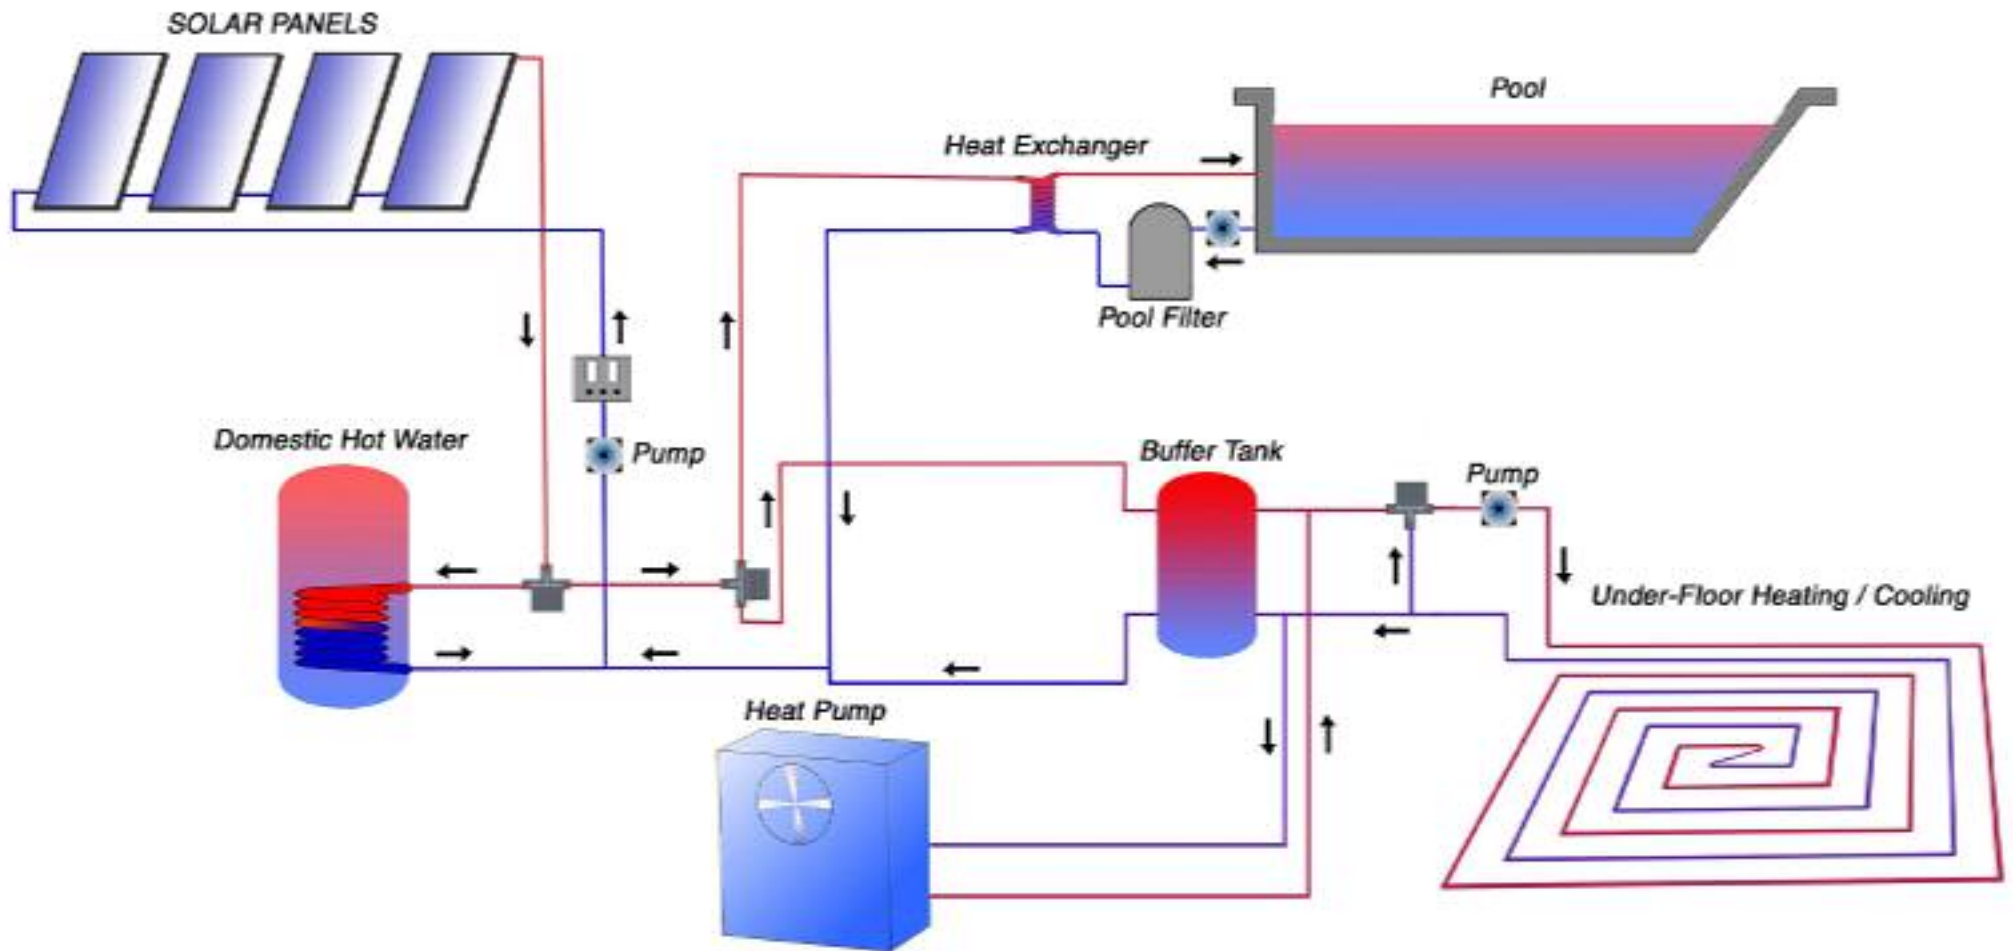 SOLAR PANELS
Pool
Heat Exchanger
Pool Filter
Domestic Hot Water
Pump
Buffer Tank
Pump
Under-Floor Heating / Cooling
Heat Pump